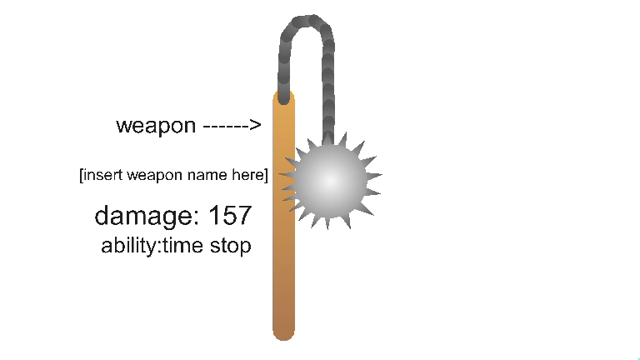 weapon ------>
[insert weapon name here]
damage: 157
ability:time stop